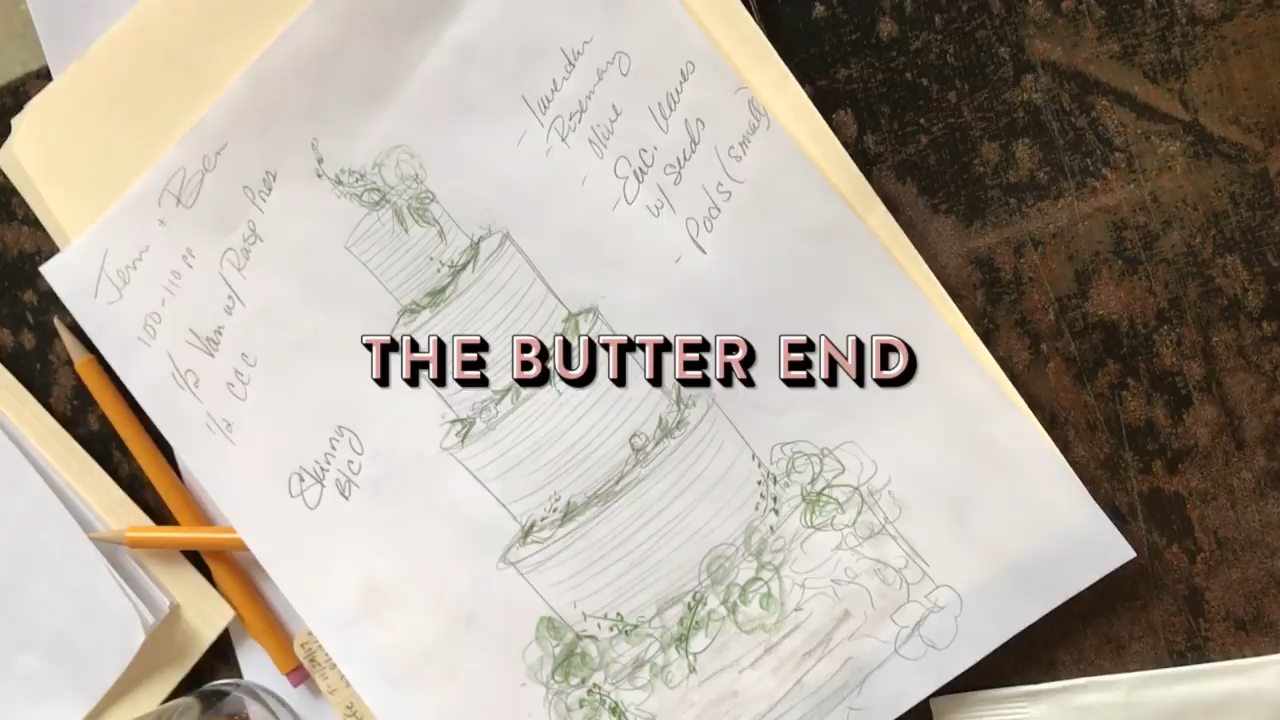 Jenn + Ben
100-110 pp
1/2 Van w/ Rasp Pres
1/2 CCC
Skinny
B/C
- Lavender
- Rosemary
Olive
- Euc. leaves
w/ seeds
- Pods (small)
THE BUTTER END